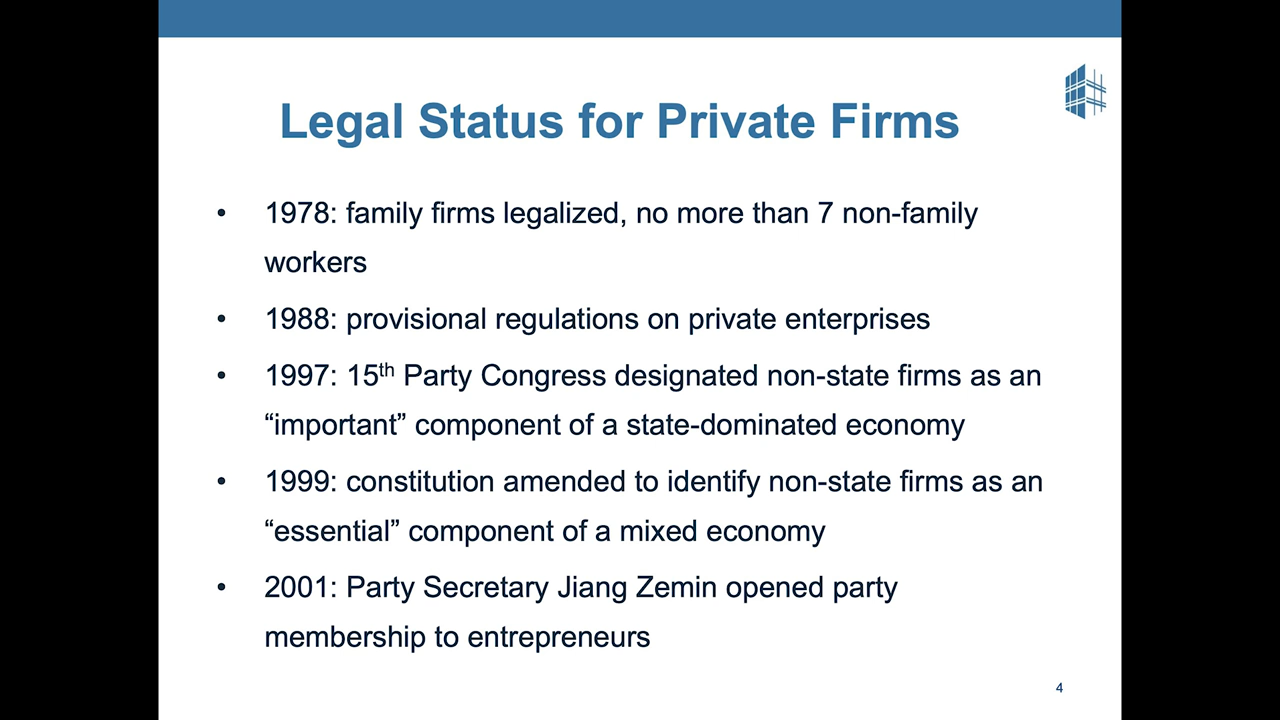 Legal Status for Private Firms
• 1978: family firms legalized, no more than 7 non-family
workers
• 1988: provisional regulations on private enterprises
• 1997: 15th Party Congress designated non-state firms as an
“important” component of a state-dominated economy
• 1999: constitution amended to identify non-state firms as an
“essential” component of a mixed economy
• 2001: Party Secretary Jiang Zemin opened party
membership to entrepreneurs
4